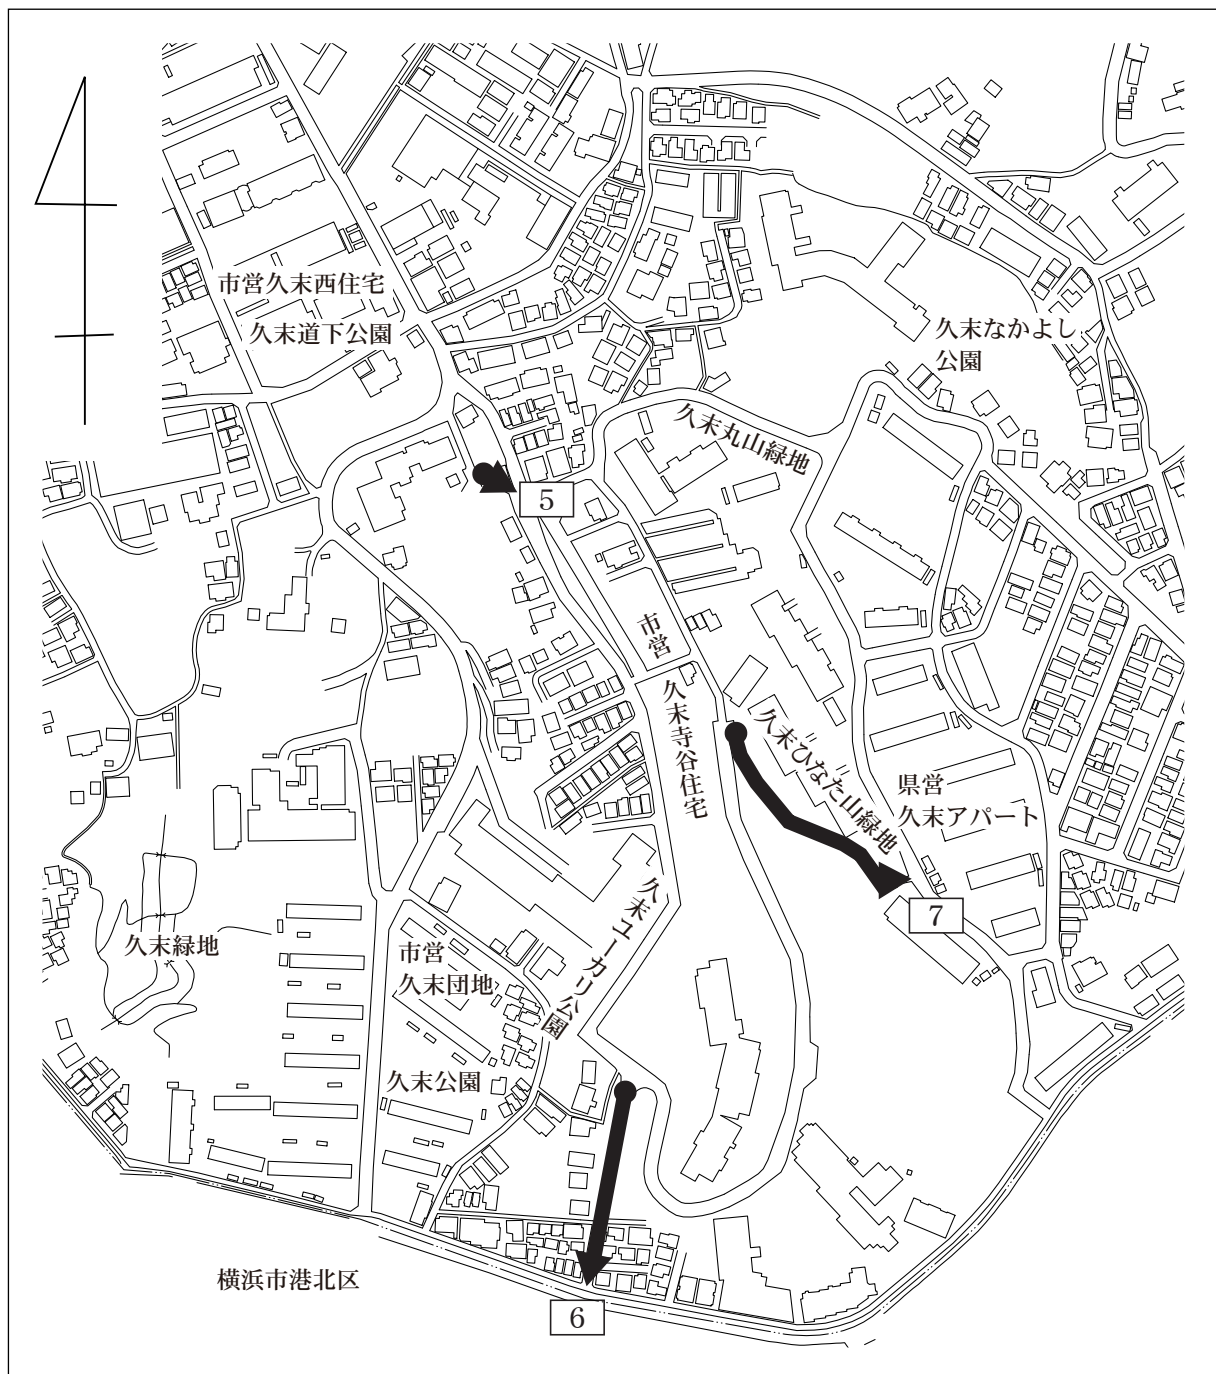 市営久末西住宅
久末道下公園
久末なかよし
公園
久末丸山緑地
5
市営
久末寺谷住宅
久末ひなた山緑地
県営
久末アパート
7
久末ユーカリ公園
久末緑地
市営
久末団地
久末公園
横浜市港北区
6